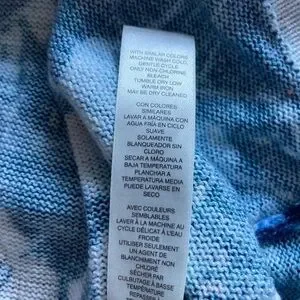 WITH SIMILAR COLORS
MACHINE WASH COLD,
GENTLE CYCLE
ONLY NON-CHLORINE
BLEACH
TUMBLE DRY LOW
WARM IRON
MAY BE DRY CLEANED
CON COLORES
SIMILARES
LAVAR A MÁQUINA CON
AGUA FRÍA EN CICLO
SUAVE
SOLAMENTE
BLANQUEADOR SIN
CLORO
SECAR A MÁQUINA A
BAJA TEMPERATURA
PLANCHAR A
TEMPERATURA MEDIA
PUEDE LAVARSE EN
SECO
AVEC COULEURS
SEMBLABLES
LAVER À LA MACHINE AU
CYCLE DÉLICAT À L'EAU
FROIDE
UTILISER SEULEMENT
UN AGENT DE
BLANCHIMENT NON
CHLORÉ
SÉCHER PAR
CULBUTAGE À BASSE
TEMPÉRATURE